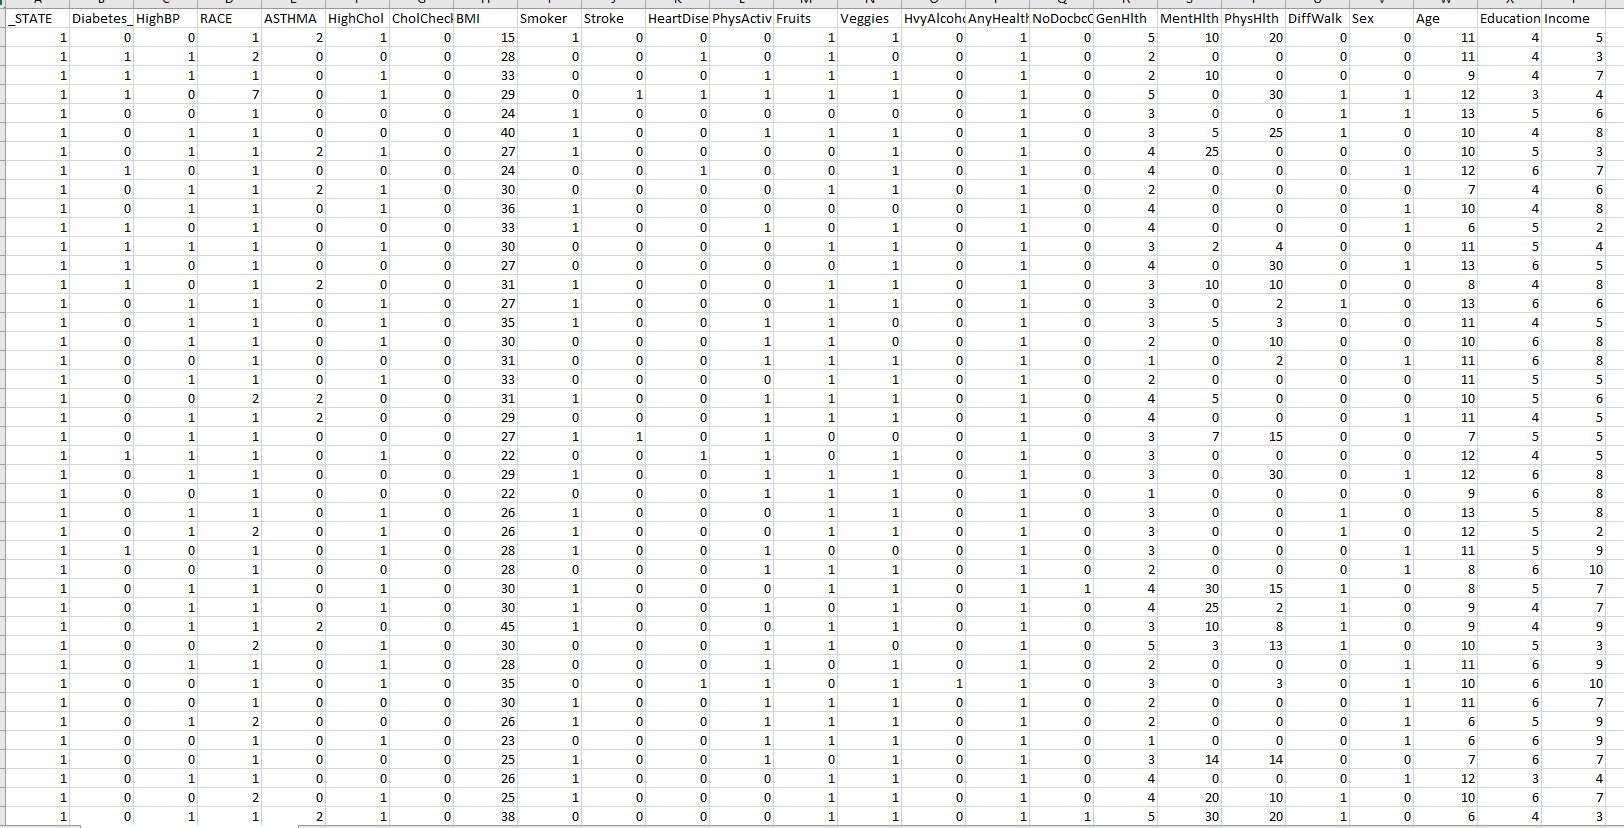 _STATE Diabetes_ HighBP RACE ASTHMA HighChol CholCheck BMI Smoker Stroke HeartDise PhysActiv Fruits Veggies HvyAlcoho AnyHealth NoDocbcC GenHlth MentHlth PhysHlth DiffWalk Sex Age Education Income
1 0 0 1 2 1 0 15 1 0 0 0 1 1 0 1 0 5 10 20 0 0 11 4 5
1 1 1 2 0 0 0 28 0 0 1 0 1 0 0 1 0 2 0 0 0 0 11 4 3
1 1 1 1 0 1 0 33 0 0 0 1 1 1 0 1 0 2 10 0 0 0 9 4 7
1 1 0 7 0 1 0 29 0 1 1 1 1 1 0 1 0 5 0 30 1 1 12 3 4
1 0 0 1 0 0 0 24 1 0 0 0 0 0 0 1 0 3 0 0 1 1 13 5 6
1 0 1 1 0 0 0 40 0 0 0 1 1 1 0 1 0 3 5 25 1 0 10 4 8
1 0 1 1 2 1 0 27 1 0 0 0 0 1 0 1 0 4 25 0 0 0 10 5 3
1 1 0 1 0 1 0 24 0 0 1 0 0 1 0 1 0 4 0 0 0 1 12 6 7
1 0 1 1 2 1 0 30 0 0 0 0 1 1 0 1 0 2 0 0 0 0 7 4 6
1 0 1 1 0 1 0 36 1 0 0 0 0 0 0 1 0 4 0 0 0 1 10 4 8
1 1 0 1 0 0 0 33 1 0 0 1 0 1 0 1 0 4 0 0 0 1 6 5 2
1 1 1 1 0 1 0 30 0 0 0 0 1 1 0 1 0 3 2 4 0 0 11 5 4
1 1 0 1 0 0 0 27 0 0 0 0 0 1 0 1 0 4 0 30 0 1 13 6 5
1 1 0 1 2 0 0 31 1 0 0 0 1 1 0 1 0 3 10 10 0 0 8 4 8
1 0 1 1 0 1 0 27 1 0 0 0 1 1 0 1 0 3 0 2 1 0 13 6 6
1 0 1 1 0 1 0 35 1 0 0 1 1 0 0 1 0 3 5 3 0 0 11 4 5
1 0 1 1 0 1 0 30 0 0 0 1 1 0 0 1 0 2 0 10 0 0 10 6 8
1 0 0 1 0 0 0 31 0 0 0 1 1 1 0 1 0 1 0 2 0 1 11 6 8
1 0 1 1 0 1 0 33 0 0 0 0 1 1 0 1 0 2 0 0 0 0 11 5 5
1 0 0 2 2 0 0 31 1 0 0 1 1 1 0 1 0 4 5 0 0 0 10 5 6
1 0 1 1 2 0 0 29 0 0 0 1 1 1 0 1 0 4 0 0 0 1 11 4 5
1 0 1 1 0 0 0 27 1 1 0 1 0 0 0 1 0 3 7 15 0 0 7 5 5
1 1 1 1 0 1 0 22 0 0 1 1 0 1 0 1 0 3 0 0 0 0 12 4 5
1 0 1 1 0 0 0 29 1 0 0 1 1 1 0 1 0 3 0 30 0 1 12 6 8
1 0 0 1 0 0 0 22 0 0 0 1 1 1 0 1 0 1 0 0 0 0 9 6 8
1 0 1 1 0 1 0 26 1 0 0 0 1 1 0 1 0 3 0 0 1 0 13 5 8
1 0 1 2 0 1 0 26 1 0 0 0 1 1 0 1 0 3 0 0 1 0 12 5 2
1 1 0 1 0 1 0 28 1 0 0 1 0 0 0 1 0 3 0 0 0 1 11 5 9
1 0 0 1 0 0 0 28 0 0 0 1 1 1 0 1 0 2 0 0 0 1 8 6 10
1 0 1 1 0 1 0 30 1 0 0 0 1 1 0 1 1 4 30 15 1 0 8 5 7
1 0 1 1 0 1 0 30 1 0 0 1 0 1 0 1 0 4 25 2 1 0 9 4 7
1 0 1 1 2 0 0 45 1 0 0 0 1 1 0 1 0 3 10 8 1 0 9 4 9
1 0 0 2 0 1 0 30 0 0 0 1 1 0 0 1 0 5 3 13 1 0 10 5 3
1 0 1 1 0 1 0 28 0 0 0 1 0 1 0 1 0 2 0 0 0 1 11 6 9
1 0 0 1 0 1 0 35 0 0 1 1 0 1 1 1 0 3 0 3 0 1 10 6 10
1 0 0 1 0 0 0 30 1 0 0 1 1 1 0 1 0 2 0 0 0 1 11 6 7
1 0 1 2 0 0 0 26 1 0 0 1 1 1 0 1 0 2 0 0 0 1 6 5 9
1 0 0 1 0 1 0 23 0 0 0 1 1 1 0 1 0 1 0 0 0 1 6 6 9
1 0 0 1 0 0 0 25 1 0 0 1 0 1 0 1 0 3 14 14 0 0 7 6 7
1 0 1 1 0 0 0 26 1 0 0 0 1 1 0 1 0 4 0 0 0 1 12 3 4
1 0 0 2 0 1 0 25 1 0 0 0 1 1 0 1 0 4 20 10 1 0 10 6 7
1 0 1 1 2 1 0 38 1 0 0 0 1 1 0 1 1 5 30 20 1 0 6 4 3